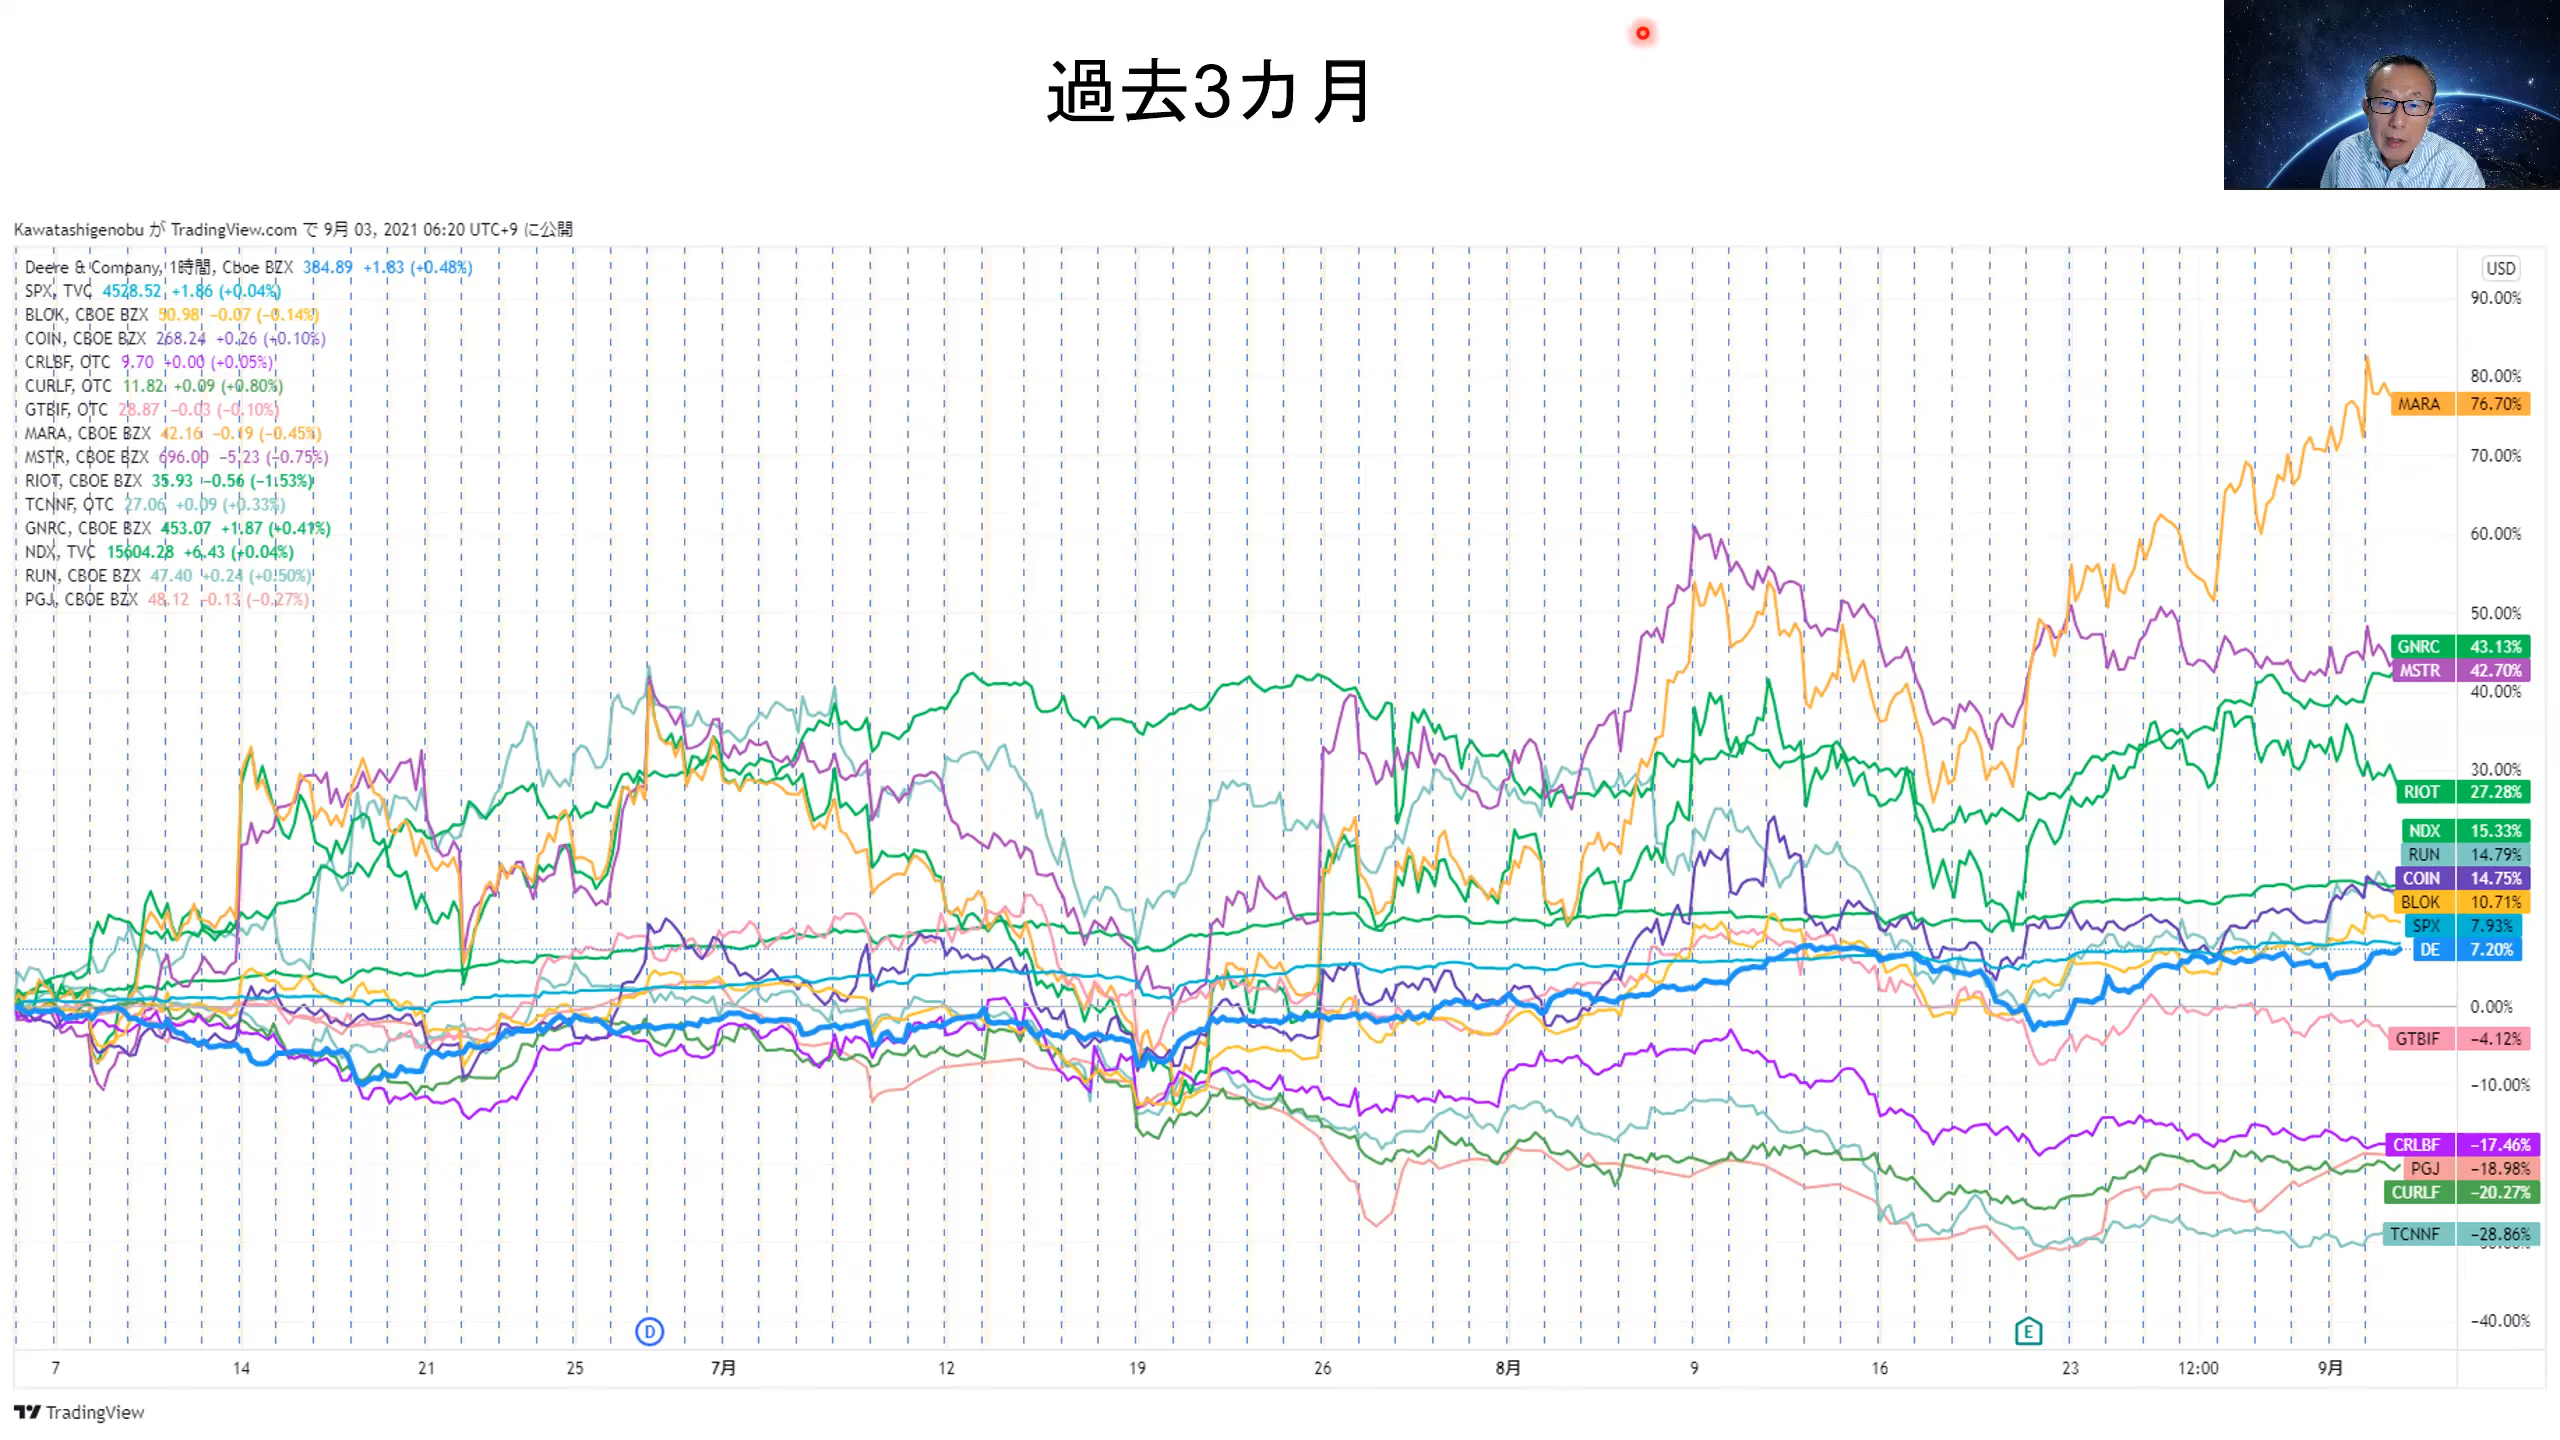 過去3カ月
Kawatashigenobu が TradingView.com で 9月 03, 2021 06:20 UTC+9 に公開
Deere & Company, 1時間, Cboe BZX 384.89 +1.83 (+0.48%)
SPX, TVC 4528.52 +1.86 (+0.04%)
BLOK, CBOE BZX 50.98 −0.07 (−0.14%)
COIN, CBOE BZX 268.24 +0.26 (+0.10%)
CRLBF, OTC 9.70 +0.00 (+0.05%)
CURLF, OTC 11.82 +0.09 (+0.80%)
GTBIF, OTC 28.87 −0.03 (−0.10%)
MARA, CBOE BZX 42.16 −0.19 (−0.45%)
MSTR, CBOE BZX 696.00 −5.23 (−0.75%)
RIOT, CBOE BZX 35.93 −0.56 (−1.53%)
TCNNF, OTC 27.06 +0.09 (+0.33%)
GNRC, CBOE BZX 453.07 +1.87 (+0.41%)
NDX, TVC 15604.28 +6.43 (+0.04%)
RUN, CBOE BZX 47.40 +0.24 (+0.50%)
PGJ, CBOE BZX 48.12 −0.13 (−0.27%)
USD
90.00%
80.00%
MARA 76.70%
70.00%
60.00%
50.00%
GNRC 43.13%
MSTR 42.70%
40.00%
30.00%
RIOT 27.28%
NDX 15.33%
RUN 14.79%
COIN 14.75%
BLOK 10.71%
SPX 7.93%
DE 7.20%
0.00%
GTBIF −4.12%
−10.00%
CRLBF −17.46%
PGJ −18.98%
CURLF −20.27%
TCNNF −28.86%
−40.00%
D
E
7 14 21 25 7月 12 19 26 8月 9 16 23 12:00 9月
TradingView